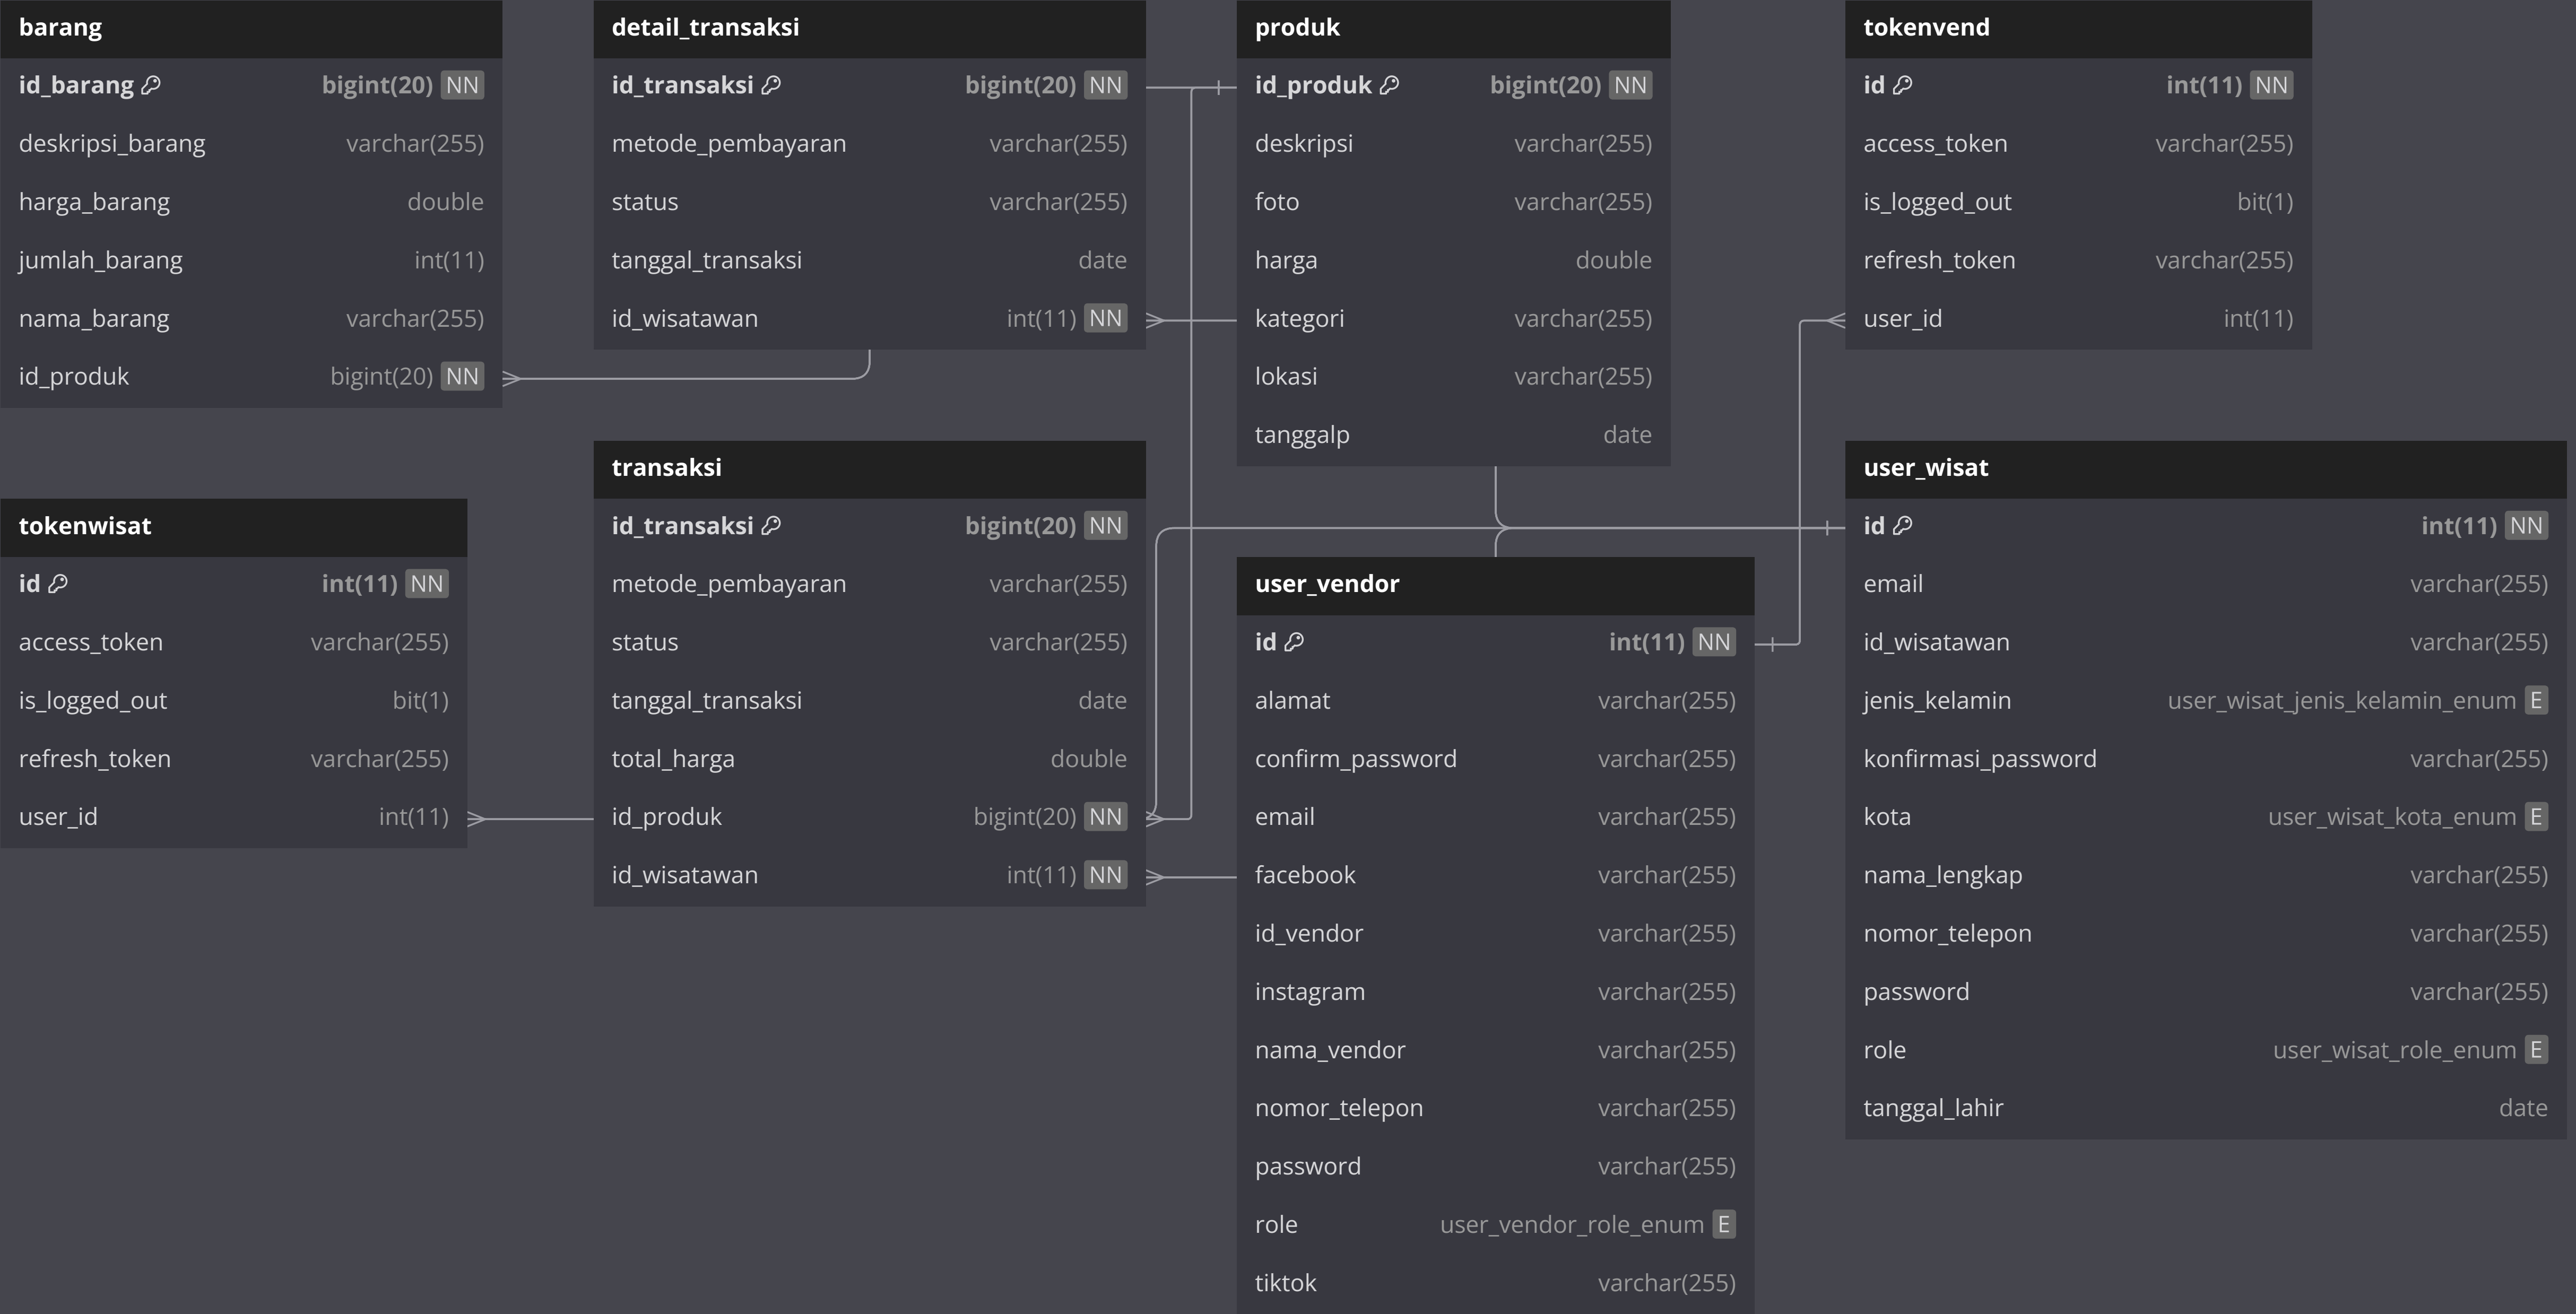 barang
id_barang bigint(20) NN
deskripsi_barang varchar(255)
harga_barang double
jumlah_barang int(11)
nama_barang varchar(255)
id_produk bigint(20) NN
detail_transaksi
id_transaksi bigint(20) NN
metode_pembayaran varchar(255)
status varchar(255)
tanggal_transaksi date
id_wisatawan int(11) NN
produk
id_produk bigint(20) NN
deskripsi varchar(255)
foto varchar(255)
harga double
kategori varchar(255)
lokasi varchar(255)
tanggalp date
tokenvend
id int(11) NN
access_token varchar(255)
is_logged_out bit(1)
refresh_token varchar(255)
user_id int(11)
tokenwisat
id int(11) NN
access_token varchar(255)
is_logged_out bit(1)
refresh_token varchar(255)
user_id int(11)
transaksi
id_transaksi bigint(20) NN
metode_pembayaran varchar(255)
status varchar(255)
tanggal_transaksi date
total_harga double
id_produk bigint(20) NN
id_wisatawan int(11) NN
user_vendor
id int(11) NN
alamat varchar(255)
confirm_password varchar(255)
email varchar(255)
facebook varchar(255)
id_vendor varchar(255)
instagram varchar(255)
nama_vendor varchar(255)
nomor_telepon varchar(255)
password varchar(255)
role user_vendor_role_enum E
tiktok varchar(255)
user_wisat
id int(11) NN
email varchar(255)
id_wisatawan varchar(255)
jenis_kelamin user_wisat_jenis_kelamin_enum E
konfirmasi_password varchar(255)
kota user_wisat_kota_enum E
nama_lengkap varchar(255)
nomor_telepon varchar(255)
password varchar(255)
role user_wisat_role_enum E
tanggal_lahir date